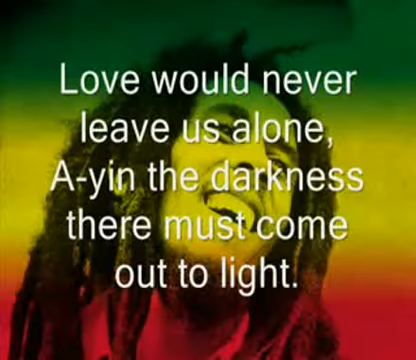 Love would never
leave us alone,
A-yin the darkness
there must come
out to light.